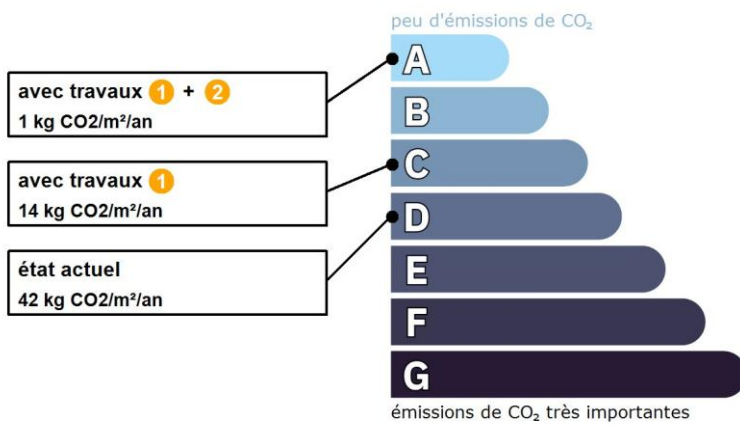 peu d'émissions de CO₂
A
avec travaux 1 + 2
1 kg CO2/m²/an
B
avec travaux 1
14 kg CO2/m²/an
C
D
état actuel
42 kg CO2/m²/an
E
F
G
émissions de CO₂ très importantes